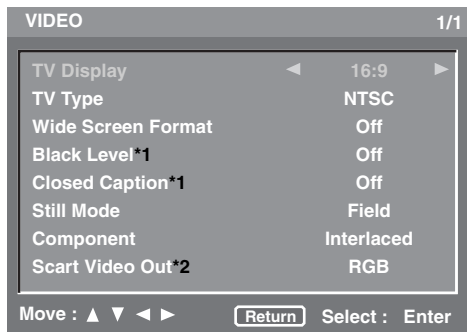 VIDEO 1/1
TV Display ◄ 16:9 ►
TV Type NTSC
Wide Screen Format Off
Black Level*1 Off
Closed Caption*1 Off
Still Mode Field
Component Interlaced
Scart Video Out*2 RGB
Move : ▲ ▼ ◄ ► Return Select : Enter